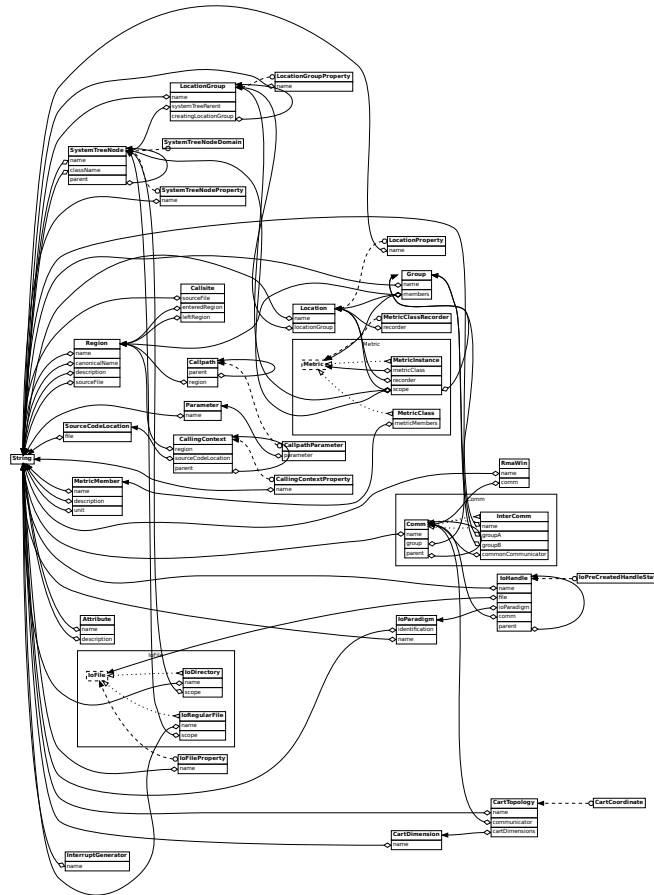 LocationGroup
name
systemTreeParent
creatingLocationGroup
LocationGroupProperty
name
SystemTreeNode
name
className
parent
SystemTreeNodeDomain
SystemTreeNodeProperty
name
LocationProperty
name
Group
name
members
Callsite
sourceFile
enteredRegion
leftRegion
Location
name
locationGroup
MetricClassRecorder
recorder
Region
name
canonicalName
description
sourceFile
Metric
Metric
MetricInstance
metricClass
recorder
scope
Callpath
parent
region
MetricClass
metricMembers
Parameter
name
SourceCodeLocation
file
CallingContext
region
sourceCodeLocation
parent
CallpathParameter
parameter
String
CallingContextProperty
name
MetricMember
name
description
unit
RmaWin
name
comm
Comm
Comm
name
group
parent
InterComm
name
groupA
groupB
commonCommunicator
IoHandle
name
file
ioParadigm
comm
parent
IoPreCreatedHandleStat
Attribute
name
description
IoParadigm
identification
name
IoFile
IoFile
IoDirectory
name
scope
IoRegularFile
name
scope
IoFileProperty
name
CartTopology
name
communicator
cartDimensions
CartCoordinate
CartDimension
name
InterruptGenerator
name